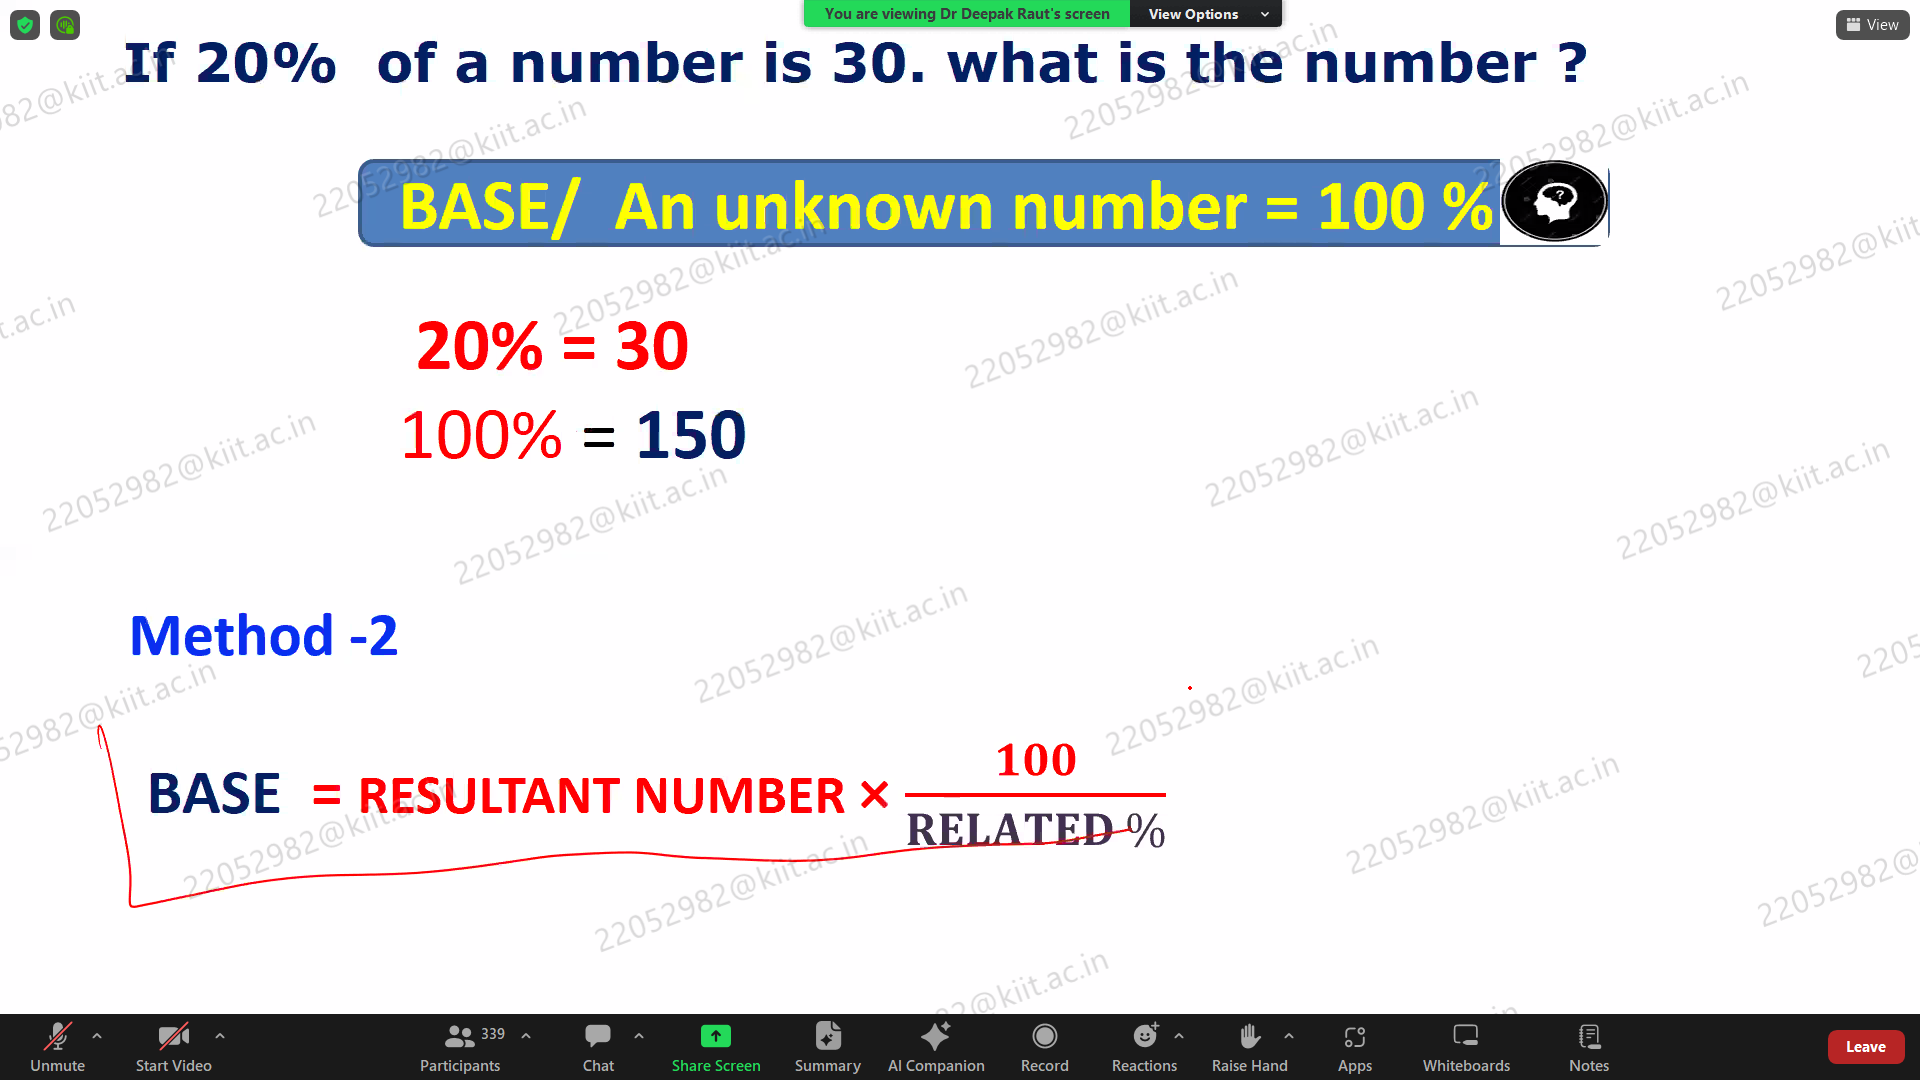 You are viewing Dr Deepak Raut's screen
View Options
View
If 20% of a number is 30. what is the number ?
BASE/ An unknown number = 100 %
?
20% = 30
100% = 150
Method -2
BASE = RESULTANT NUMBER × 100
RELATED %
22052982@kiit.ac.in
Unmute
Start Video
Participants
339
Chat
Share Screen
Summary
AI Companion
Record
Reactions
Raise Hand
Apps
Whiteboards
Notes
Leave